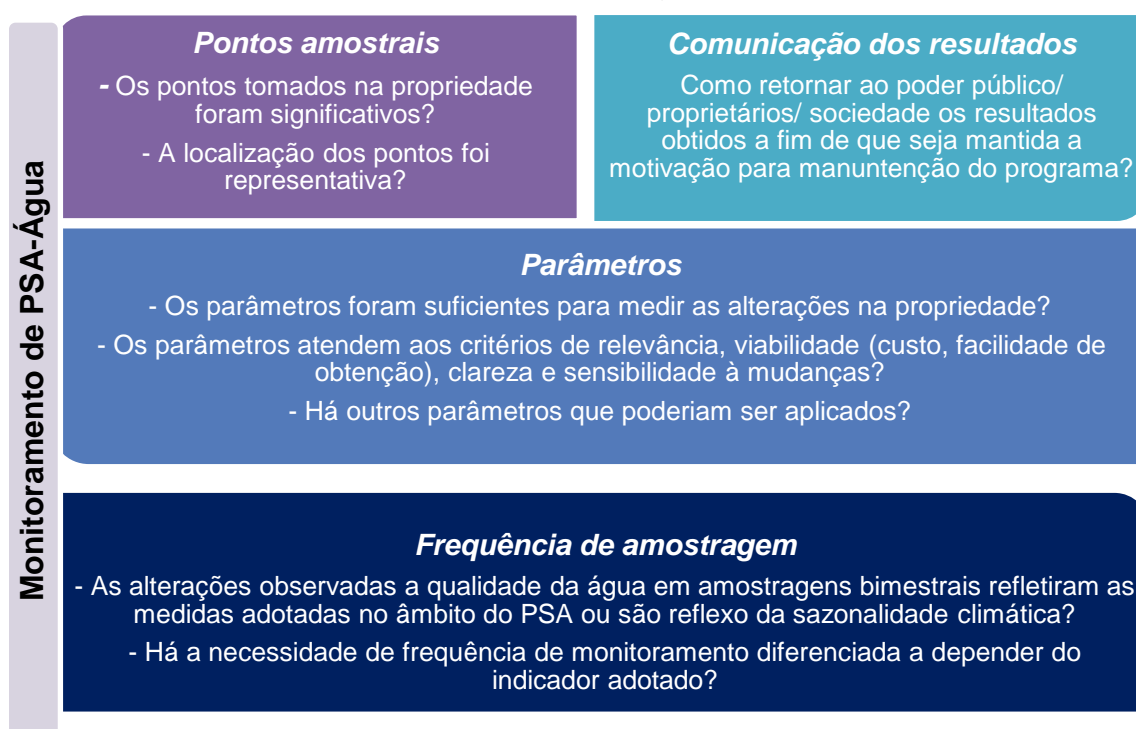 Monitoramento de PSA-Água
Pontos amostrais
- Os pontos tomados na propriedade
foram significativos?
- A localização dos pontos foi
representativa?
Comunicação dos resultados
Como retornar ao poder público/
proprietários/ sociedade os resultados
obtidos a fim de que seja mantida a
motivação para manuntenção do programa?
Parâmetros
- Os parâmetros foram suficientes para medir as alterações na propriedade?
- Os parâmetros atendem aos critérios de relevância, viabilidade (custo, facilidade de
obtenção), clareza e sensibilidade à mudanças?
- Há outros parâmetros que poderiam ser aplicados?
Frequência de amostragem
- As alterações observadas a qualidade da água em amostragens bimestrais refletiram as
medidas adotadas no âmbito do PSA ou são reflexo da sazonalidade climática?
- Há a necessidade de frequência de monitoramento diferenciada a depender do
indicador adotado?